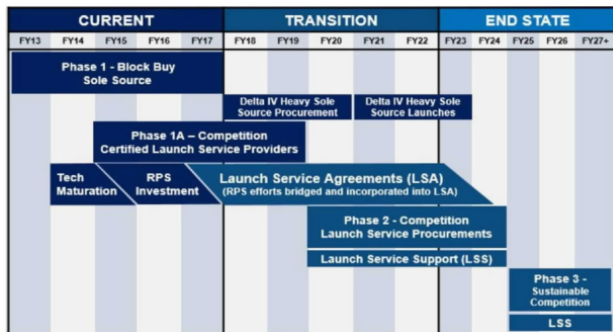 CURRENT TRANSITION END STATE
FY13 FY14 FY15 FY16 FY17 FY18 FY19 FY20 FY21 FY22 FY23 FY24 FY25 FY26 FY27+
Phase 1 - Block Buy
Sole Source
Delta IV Heavy Sole
Source Procurement
Delta IV Heavy Sole
Source Launches
Phase 1A – Competition
Certified Launch Service Providers
Tech
Maturation
RPS
Investment
Launch Service Agreements (LSA)
(RPS efforts bridged and incorporated into LSA)
Phase 2 - Competition
Launch Service Procurements
Launch Service Support (LSS)
Phase 3 -
Sustainable
Competition
LSS